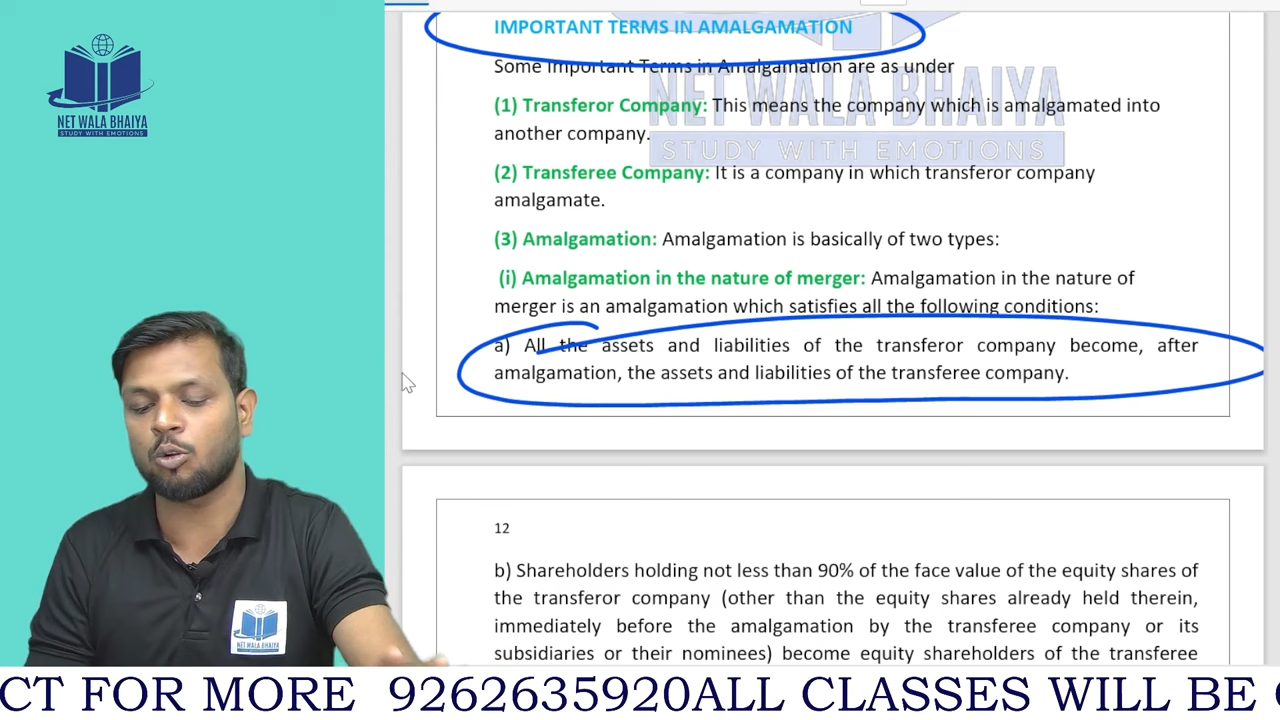 IMPORTANT TERMS IN AMALGAMATION
Some Important Terms in Amalgamation are as under
(1) Transferor Company: This means the company which is amalgamated into
another company.
(2) Transferee Company: It is a company in which transferor company
amalgamate.
(3) Amalgamation: Amalgamation is basically of two types:
(i) Amalgamation in the nature of merger: Amalgamation in the nature of
merger is an amalgamation which satisfies all the following conditions:
a) All the assets and liabilities of the transferor company become, after
amalgamation, the assets and liabilities of the transferee company.
12
b) Shareholders holding not less than 90% of the face value of the equity shares of
the transferor company (other than the equity shares already held therein,
immediately before the amalgamation by the transferee company or its
subsidiaries or their nominees) become equity shareholders of the transferee
NET WALA BHAIYA
STUDY WITH EMOTIONS
NET WALA BHAIYA
STUDY WITH EMOTIONS
NET WALA BHAIYA
CT FOR MORE 9262635920ALL CLASSES WILL BE